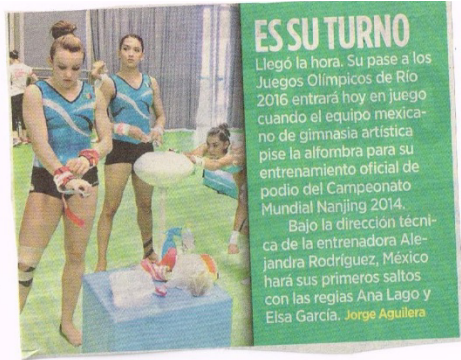 ES SU TURNO
Llegó la hora. Su pase a los
Juegos Olímpicos de Río
2016 entrará hoy en juego
cuando el equipo mexica-
no de gimnasia artística
pise la alfombra para su
entrenamiento oficial de
podio del Campeonato
Mundial Nanjing 2014.
Bajo la dirección técni-
ca de la entrenadora Ale-
jandra Rodríguez, México
hará sus primeros saltos
con las regias Ana Lago y
Elsa García. Jorge Aguilera